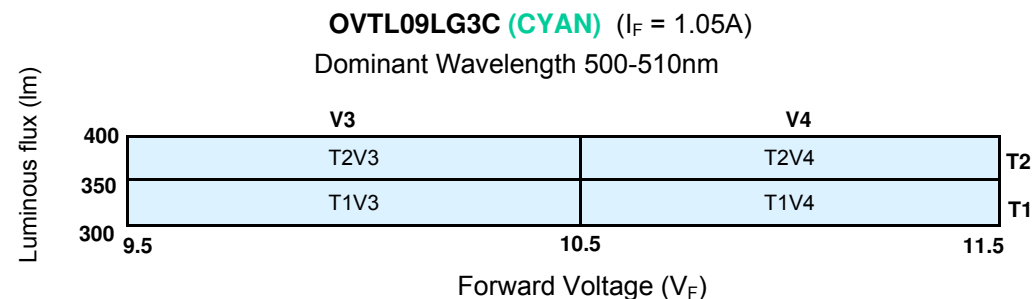 OVTL09LG3C (CYAN) (IF = 1.05A)
Dominant Wavelength 500-510nm
Luminous flux (lm)
V3 V4
400
T2V3 T2V4 T2
350
T1V3 T1V4 T1
300
9.5 10.5 11.5
Forward Voltage (VF)